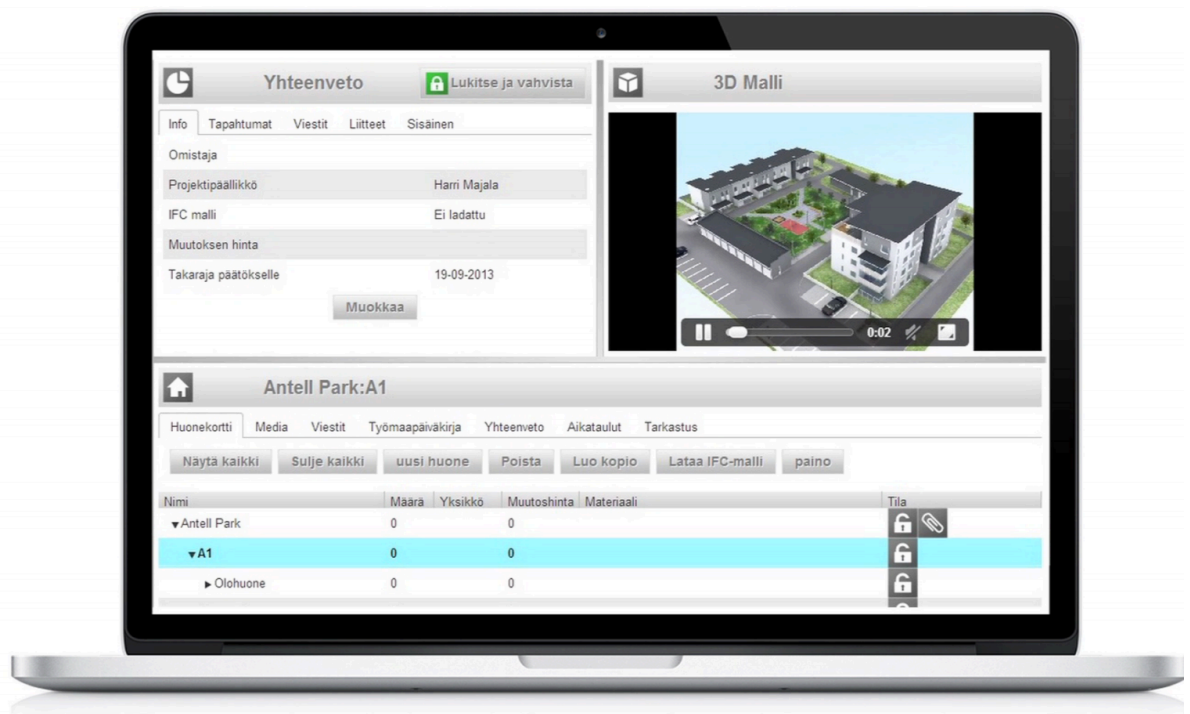 Yhteenveto
Lukitse ja vahvista
3D Malli
Info Tapahtumat Viestit Liitteet Sisäinen
Omistaja
Projektipäällikkö Harri Majala
IFC malli Ei ladattu
Muutoksen hinta
Takaraja päätökselle 19-09-2013
Muokkaa
0:02
Antell Park:A1
Huonekortti Media Viestit Työmaapäiväkirja Yhteenveto Aikataulut Tarkastus
Näytä kaikki Sulje kaikki uusi huone Poista Luo kopio Lataa IFC-malli paino
Nimi Määrä Yksikkö Muutoshinta Materiaali Tila
Antell Park 0 0
A1 0 0
Olohuone 0 0